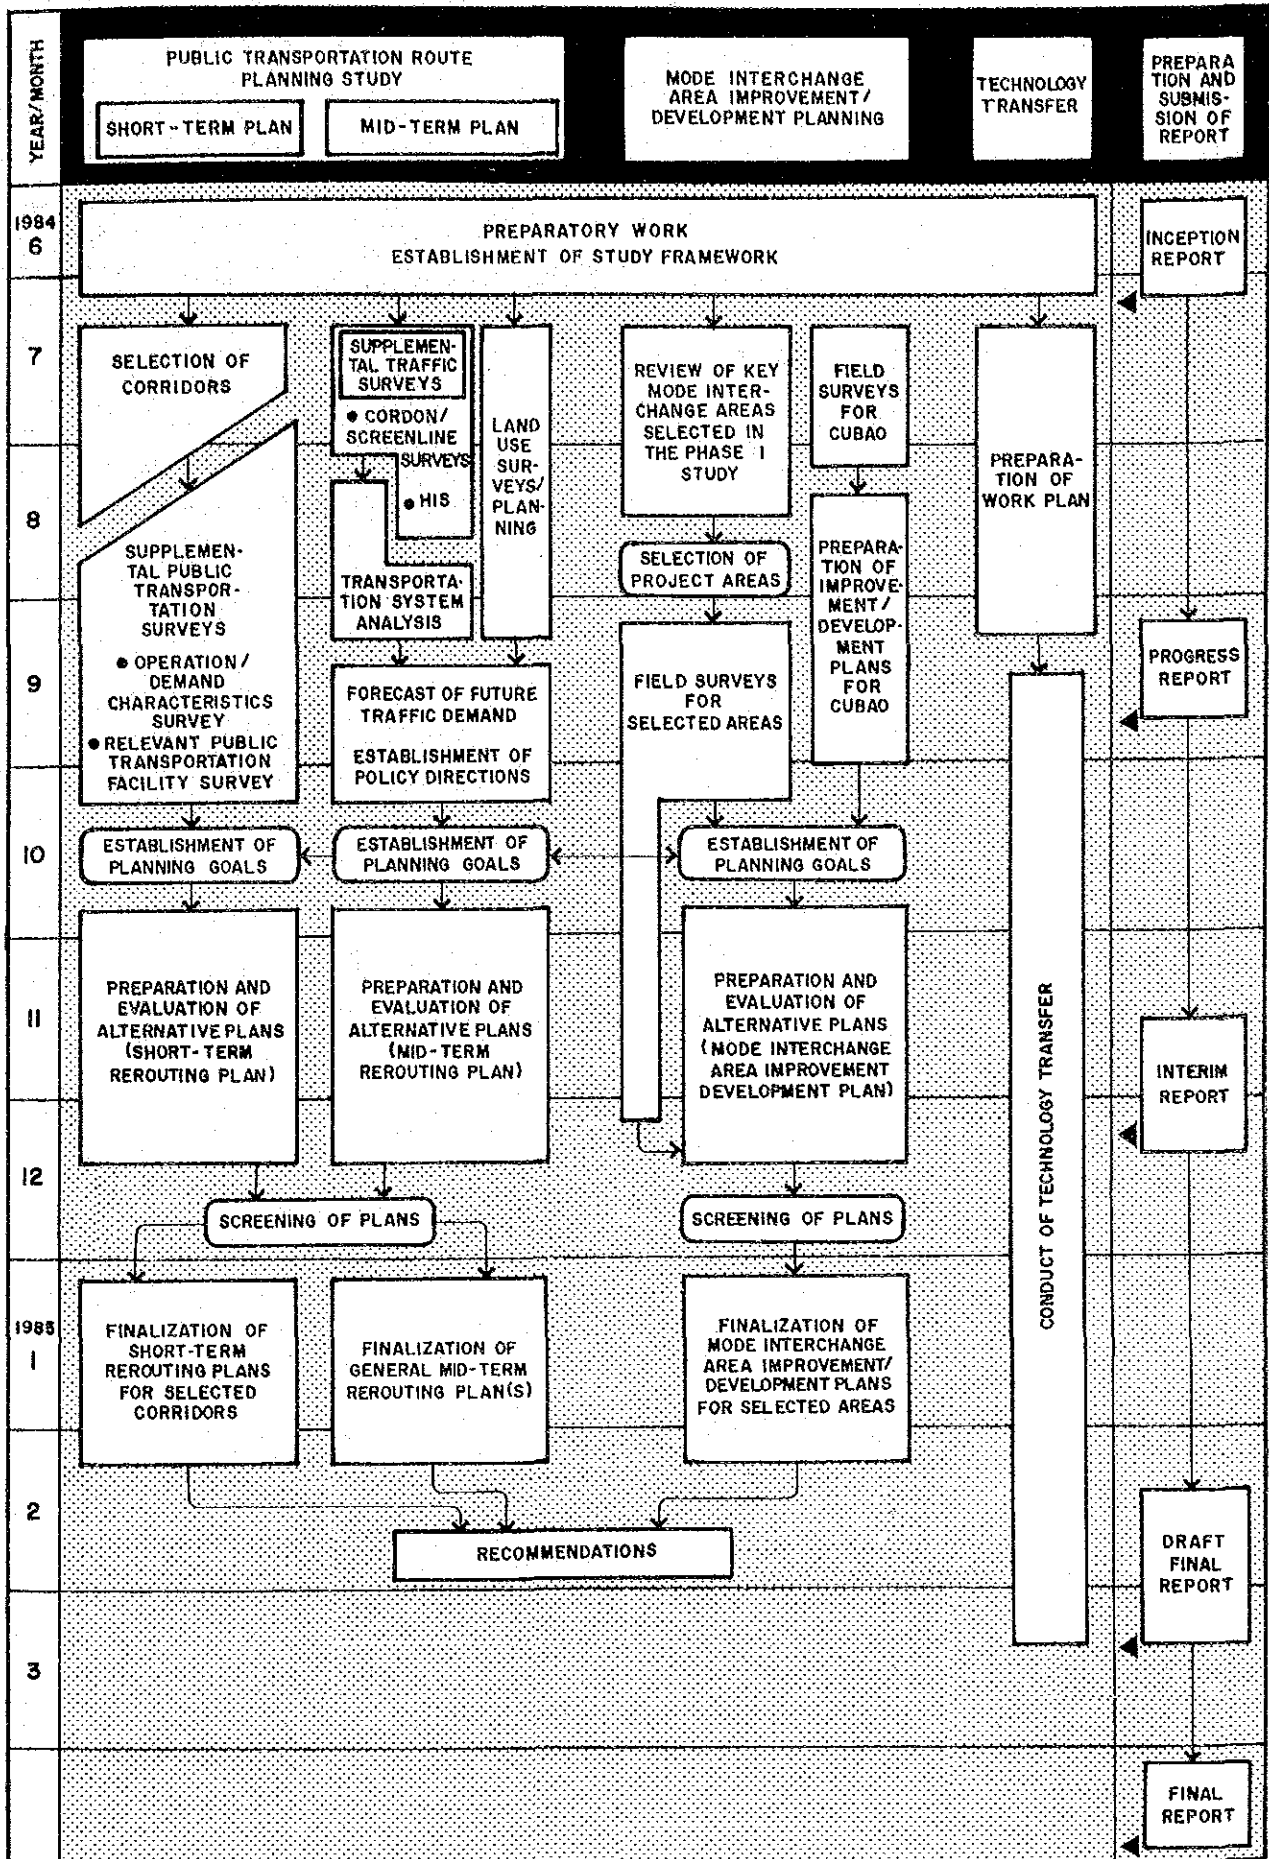 YEAR/MONTH
PUBLIC TRANSPORTATION ROUTE
PLANNING STUDY
SHORT-TERM PLAN
MID-TERM PLAN
MODE INTERCHANGE
AREA IMPROVEMENT/
DEVELOPMENT PLANNING
TECHNOLOGY
TRANSFER
PREPARA
TION AND
SUBMIS-
SION OF
REPORT
1984
6
PREPARATORY WORK
ESTABLISHMENT OF STUDY FRAMEWORK
INCEPTION
REPORT
7
SELECTION OF
CORRIDORS
SUPPLEMEN-
TAL TRAFFIC
SURVEYS
● CORDON/
SCREENLINE
SURVEYS
● HIS
LAND
USE
SUR-
VEYS/
PLAN-
NING
REVIEW OF KEY
MODE INTER-
CHANGE AREAS
SELECTED IN
THE PHASE I
STUDY
FIELD
SURVEYS
FOR
CUBAO
PREPARA-
TION OF
WORK PLAN
8
SUPPLEMEN-
TAL PUBLIC
TRANSPOR-
TATION
SURVEYS
● OPERATION/
DEMAND
CHARACTERISTICS
SURVEY
● RELEVANT PUBLIC
TRANSPORTATION
FACILITY SURVEY
TRANSPORTA-
TION SYSTEM
ANALYSIS
SELECTION OF
PROJECT AREAS
PREPARA-
TION OF
IMPROVE-
MENT/
DEVELOP-
MENT
PLANS
FOR
CUBAO
9
FORECAST OF FUTURE
TRAFFIC DEMAND
ESTABLISHMENT OF
POLICY DIRECTIONS
FIELD SURVEYS
FOR
SELECTED AREAS
PROGRESS
REPORT
10
ESTABLISHMENT OF
PLANNING GOALS
ESTABLISHMENT OF
PLANNING GOALS
ESTABLISHMENT OF
PLANNING GOALS
11
PREPARATION AND
EVALUATION OF
ALTERNATIVE PLANS
(SHORT-TERM
REROUTING PLAN)
PREPARATION AND
EVALUATION OF
ALTERNATIVE PLANS
(MID-TERM
REROUTING PLAN)
PREPARATION AND
EVALUATION OF
ALTERNATIVE PLANS
(MODE INTERCHANGE
AREA IMPROVEMENT
DEVELOPMENT PLAN)
CONDUCT OF TECHNOLOGY TRANSFER
INTERIM
REPORT
12
SCREENING OF PLANS
SCREENING OF PLANS
1985
1
FINALIZATION OF
SHORT-TERM
REROUTING PLANS
FOR SELECTED
CORRIDORS
FINALIZATION OF
GENERAL MID-TERM
REROUTING PLAN(S)
FINALIZATION OF
MODE INTERCHANGE
AREA IMPROVEMENT/
DEVELOPMENT PLANS
FOR SELECTED AREAS
2
RECOMMENDATIONS
DRAFT
FINAL
REPORT
3
FINAL
REPORT